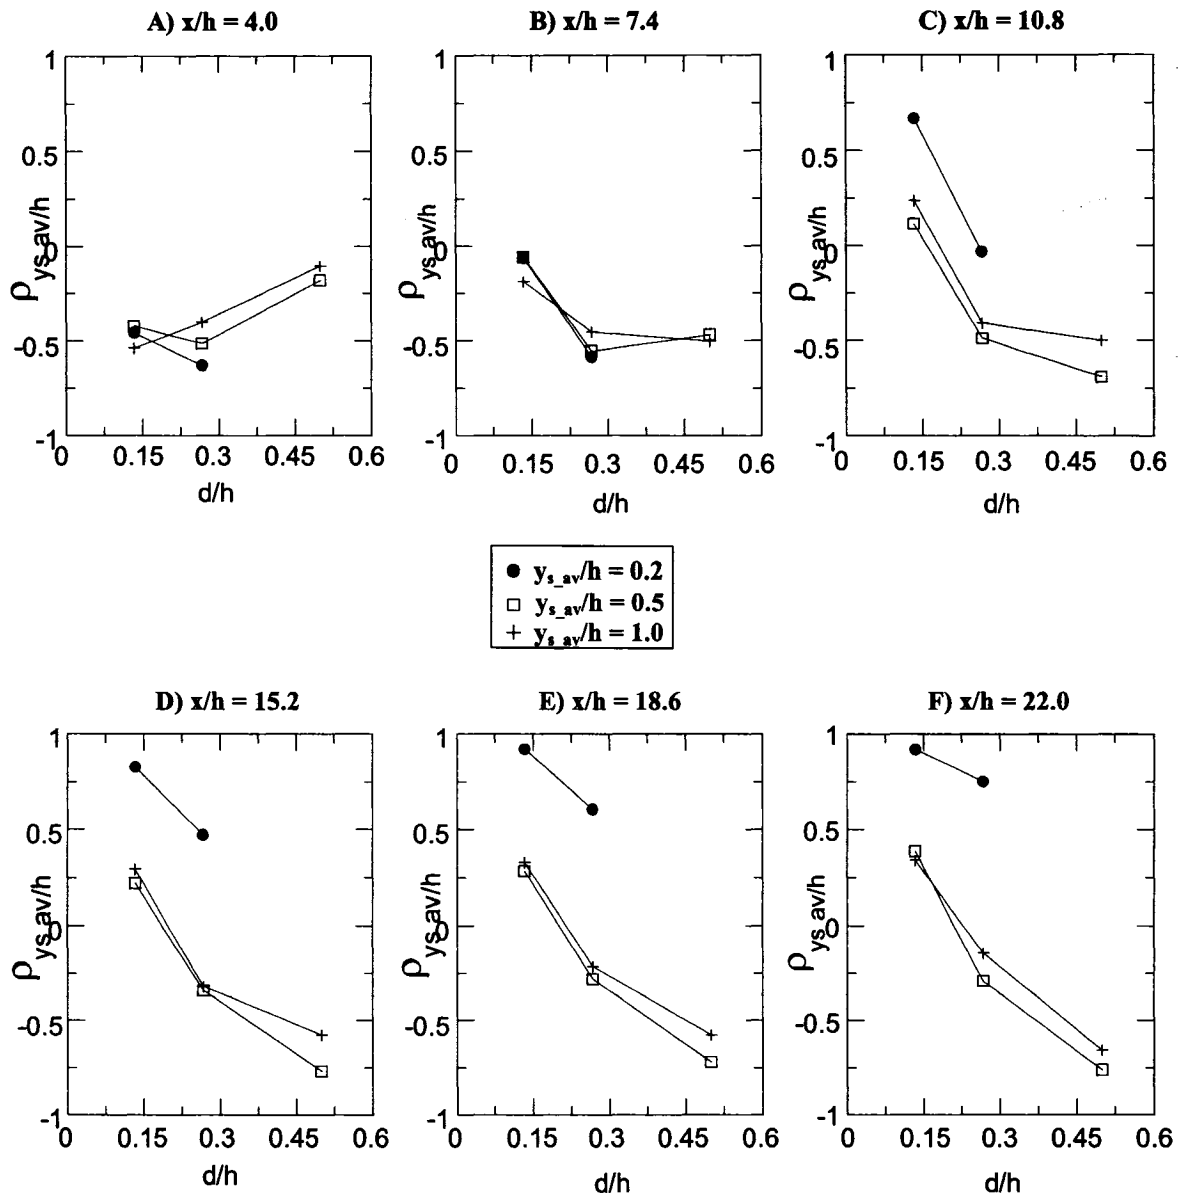 A) x/h = 4.0
B) x/h = 7.4
C) x/h = 10.8
1
0.5
0
-0.5
-1
0 0.15 0.3 0.45 0.6
d/h
ρys_av/h
1
0.5
0
-0.5
-1
0 0.15 0.3 0.45 0.6
d/h
ρys_av/h
1
0.5
0
-0.5
-1
0 0.15 0.3 0.45 0.6
d/h
ρys_av/h
ys_av/h = 0.2
ys_av/h = 0.5
ys_av/h = 1.0
D) x/h = 15.2
E) x/h = 18.6
F) x/h = 22.0
1
0.5
0
-0.5
-1
0 0.15 0.3 0.45 0.6
d/h
ρys_av/h
1
0.5
0
-0.5
-1
0 0.15 0.3 0.45 0.6
d/h
ρys_av/h
1
0.5
0
-0.5
-1
0 0.15 0.3 0.45 0.6
d/h
ρys_av/h